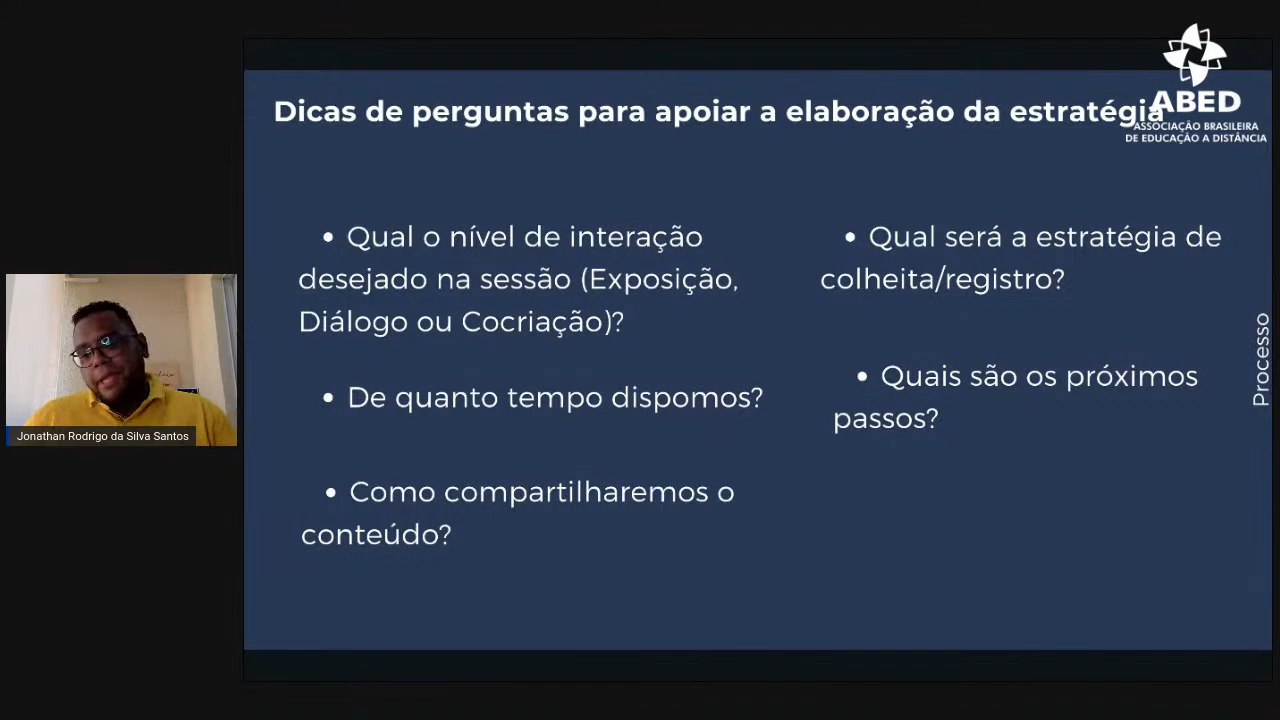 Dicas de perguntas para apoiar a elaboração da estratégia
ABED
ASSOCIAÇÃO BRASILEIRA
DE EDUCAÇÃO A DISTÂNCIA
• Qual o nível de interação
desejado na sessão (Exposição,
Diálogo ou Cocriação)?
• De quanto tempo dispomos?
• Como compartilharemos o
conteúdo?
• Qual será a estratégia de
colheita/registro?
• Quais são os próximos
passos?
Processo
Jonathan Rodrigo da Silva Santos